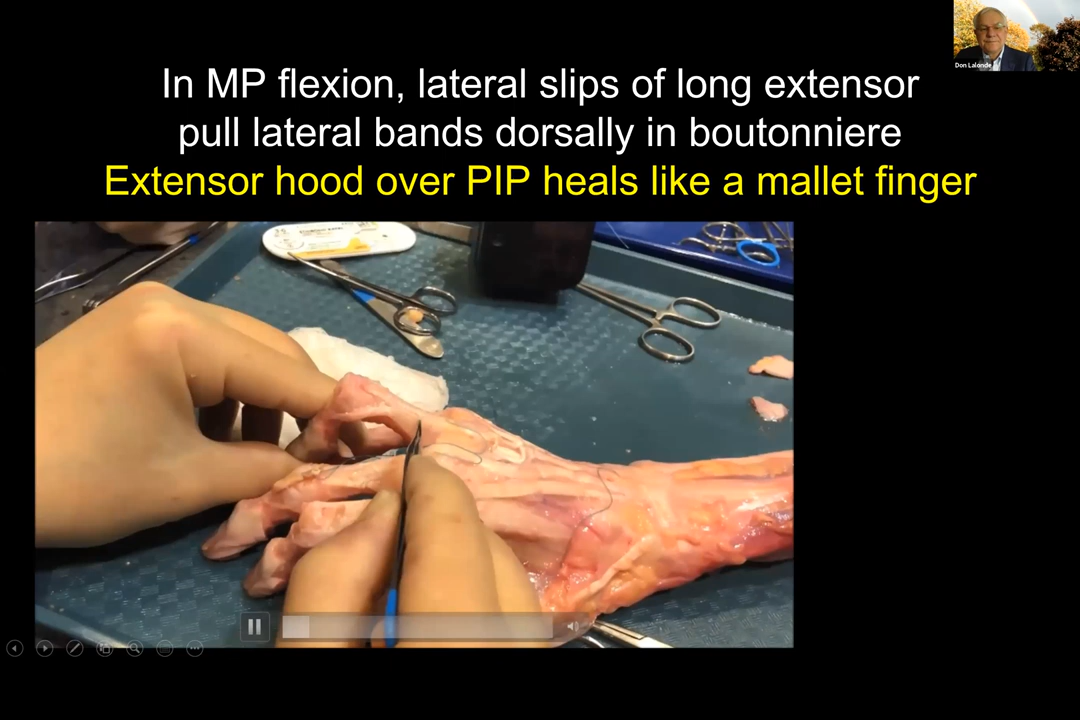 In MP flexion, lateral slips of long extensor
pull lateral bands dorsally in boutonniere
Extensor hood over PIP heals like a mallet finger
Don Lalonde